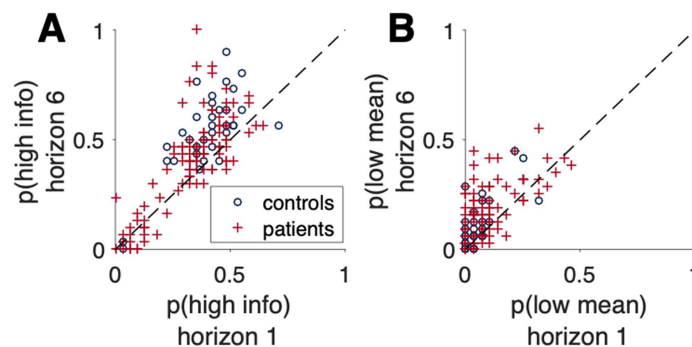 A
B
1
0.5
0
p(high info)
horizon 6
controls
patients
0
0.5
1
p(high info)
horizon 1
1
0.5
0
p(low mean)
horizon 6
0
0.5
p(low mean)
horizon 1